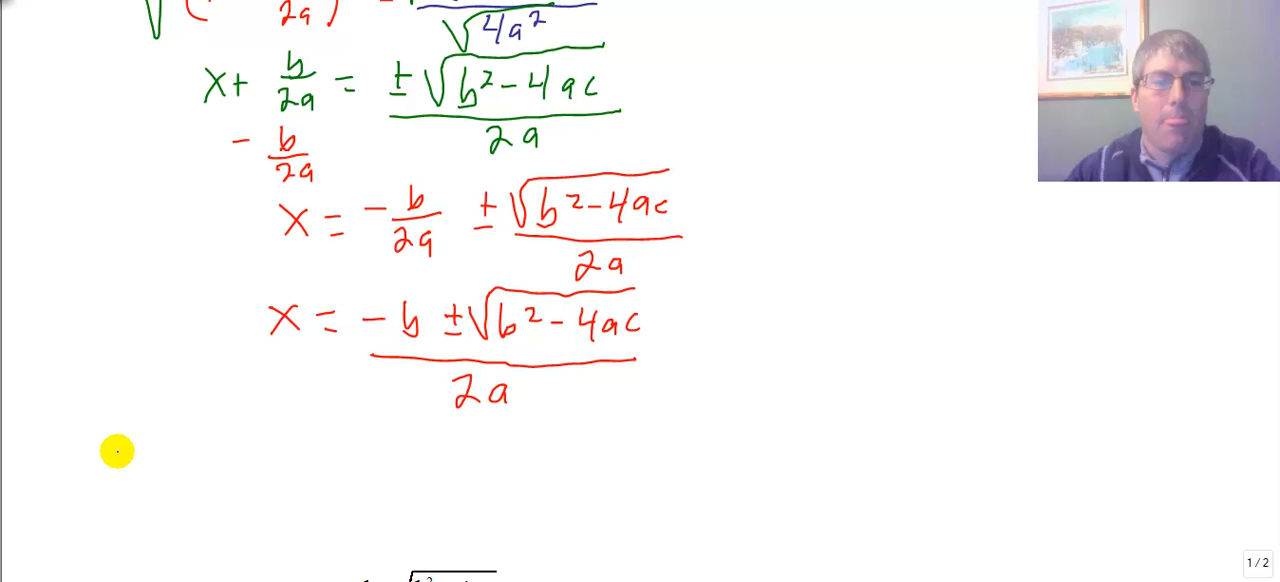 √(  2a ) =  √4a²
x + b/2a = ± √b² - 4ac / 2a
- b/2a
x = - b/2a ± √b² - 4ac / 2a
x = - b ± √b² - 4ac / 2a
1 / 2